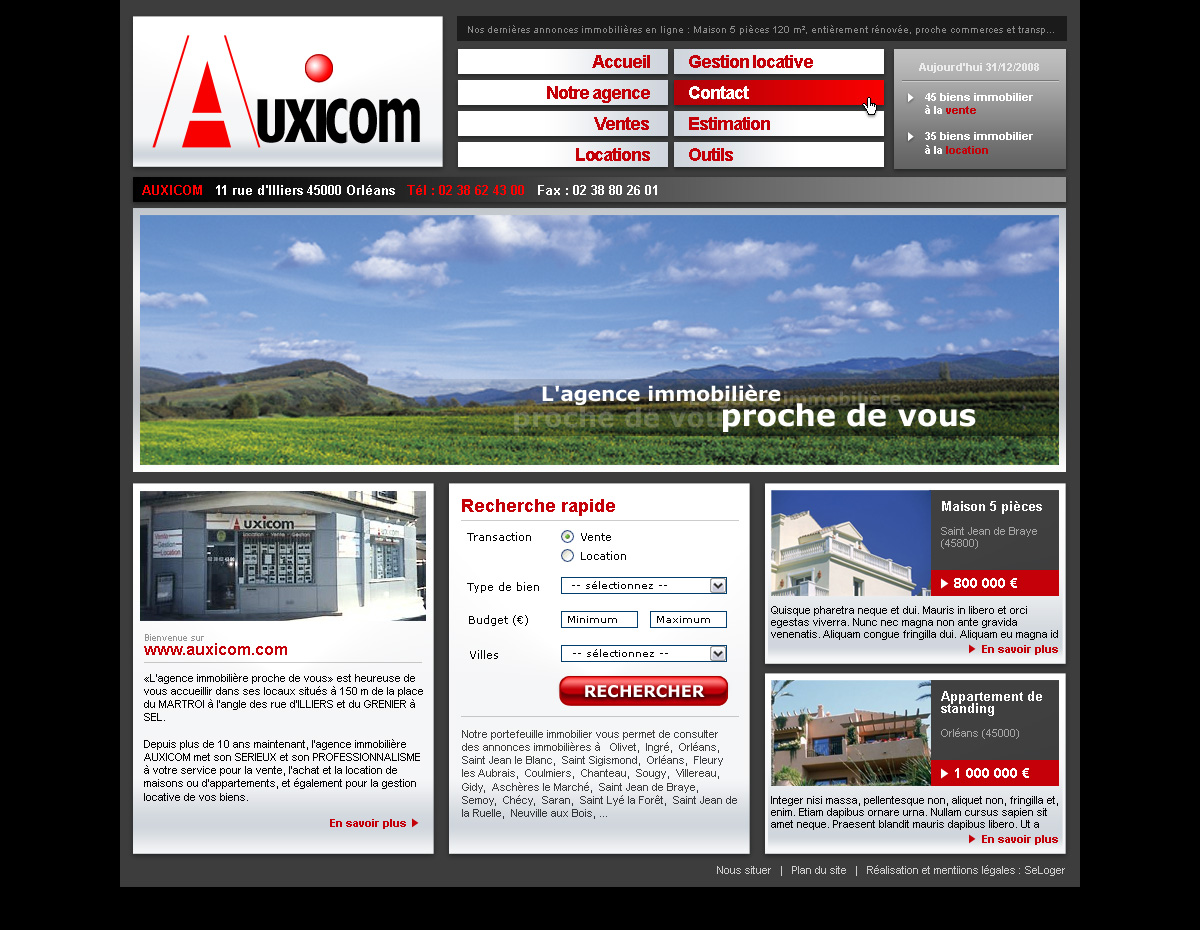 Auxicom
Nos dernières annonces immobilières en ligne : Maison 5 pièces 120 m², entièrement rénovée, proche commerces et transp...
Accueil
Gestion locative
Notre agence
Contact
Ventes
Estimation
Locations
Outils
Aujourd'hui 31/12/2008
45 biens immobilier
à la vente
35 biens immobilier
à la location
AUXICOM 11 rue d'Illiers 45000 Orléans Tél : 02 38 62 43 00 Fax : 02 38 80 26 01
L'agence immobilière
proche de vous
Auxicom
Location - Vente - Gestion
Vente
Gestion
Location
auxicom
Bienvenue sur
www.auxicom.com
«L'agence immobilière proche de vous» est heureuse de
vous accueillir dans ses locaux situés à 150 m de la place
du MARTROI à l'angle des rue d'ILLIERS et du GRENIER à
SEL.
Depuis plus de 10 ans maintenant, l'agence immobilière
AUXICOM met son SERIEUX et son PROFESSIONNALISME
à votre service pour la vente, l'achat et la location de
maisons ou d'appartements, et également pour la gestion
locative de vos biens.
En savoir plus
Recherche rapide
Transaction
Vente
Location
Type de bien
-- sélectionnez --
Budget (€)
Minimum
Maximum
Villes
-- sélectionnez --
RECHERCHER
Notre portefeuille immobilier vous permet de consulter
des annonces immobilières à Olivet, Ingré, Orléans,
Saint Jean le Blanc, Saint Sigismond, Orléans, Fleury
les Aubrais, Coulmiers, Chanteau, Sougy, Villereau,
Gidy, Aschères le Marché, Saint Jean de Braye,
Semoy, Chécy, Saran, Saint Lyé la Forêt, Saint Jean de
la Ruelle, Neuville aux Bois, ...
Maison 5 pièces
Saint Jean de Braye
(45800)
800 000 €
Quisque pharetra neque et dui. Mauris in libero et orci
egestas viverra. Nunc nec magna non ante gravida
venenatis. Aliquam congue fringilla dui. Aliquam eu magna id
En savoir plus
Appartement de
standing
Orléans (45000)
1 000 000 €
Integer nisi massa, pellentesque non, aliquet non, fringilla et,
enim. Etiam dapibus ornare urna. Nullam cursus sapien sit
amet neque. Praesent blandit mauris dapibus libero. Ut a
En savoir plus
Nous situer | Plan du site | Réalisation et mentiions légales : SeLoger